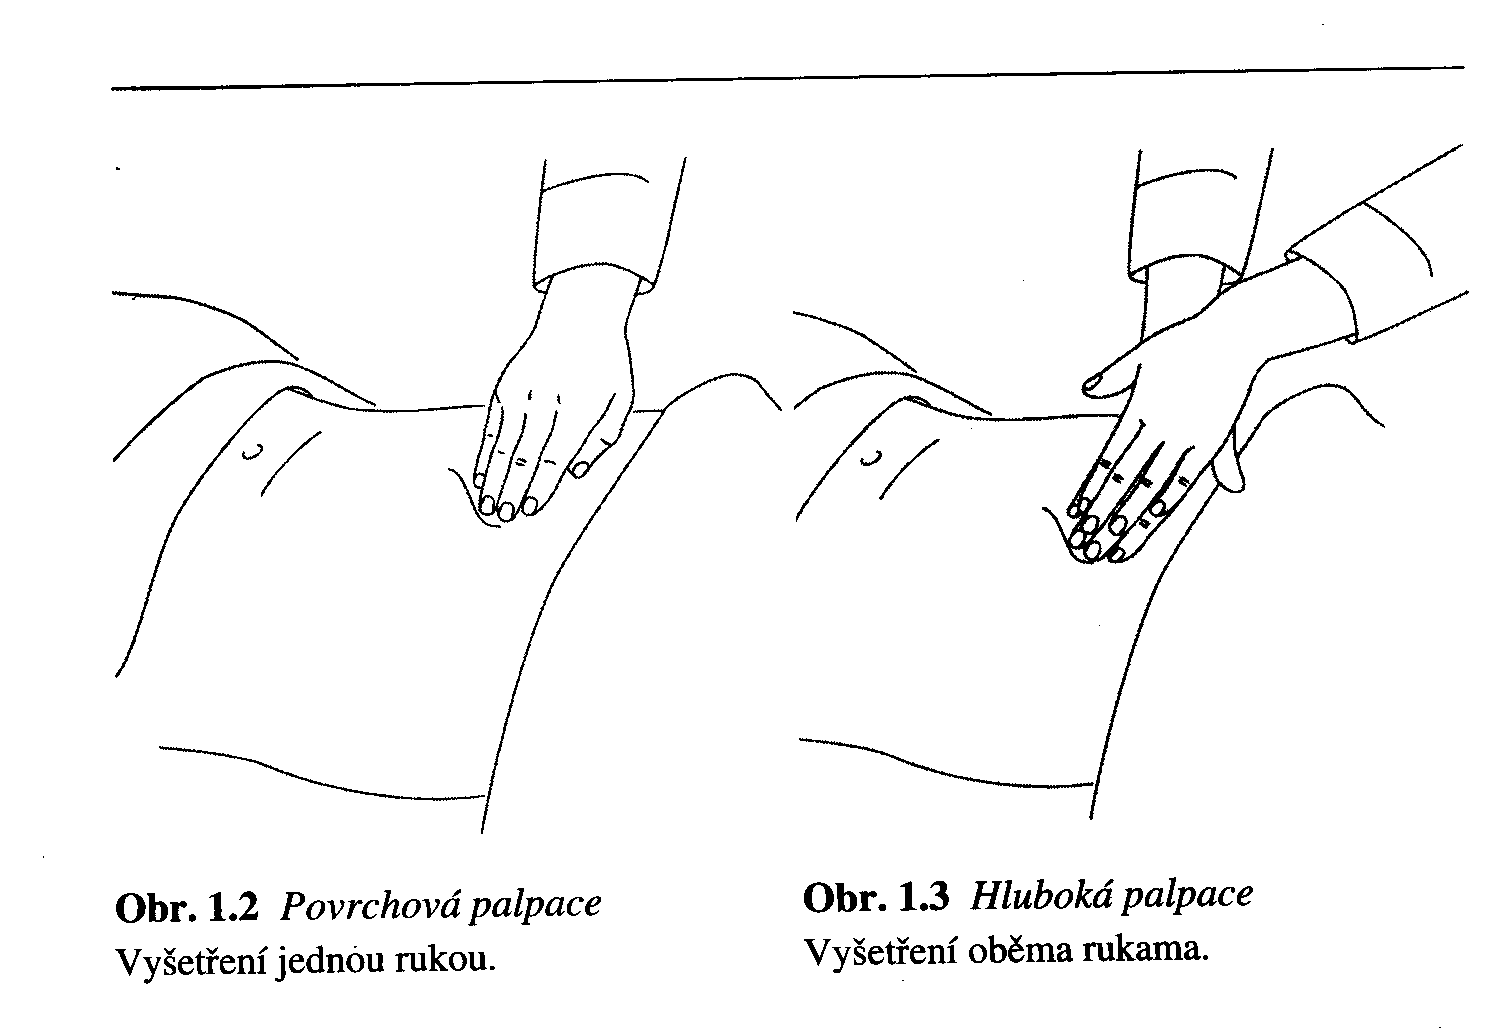 Obr. 1.2 Povrchová palpace
Vyšetření jednou rukou.
Obr. 1.3 Hluboká palpace
Vyšetření oběma rukama.